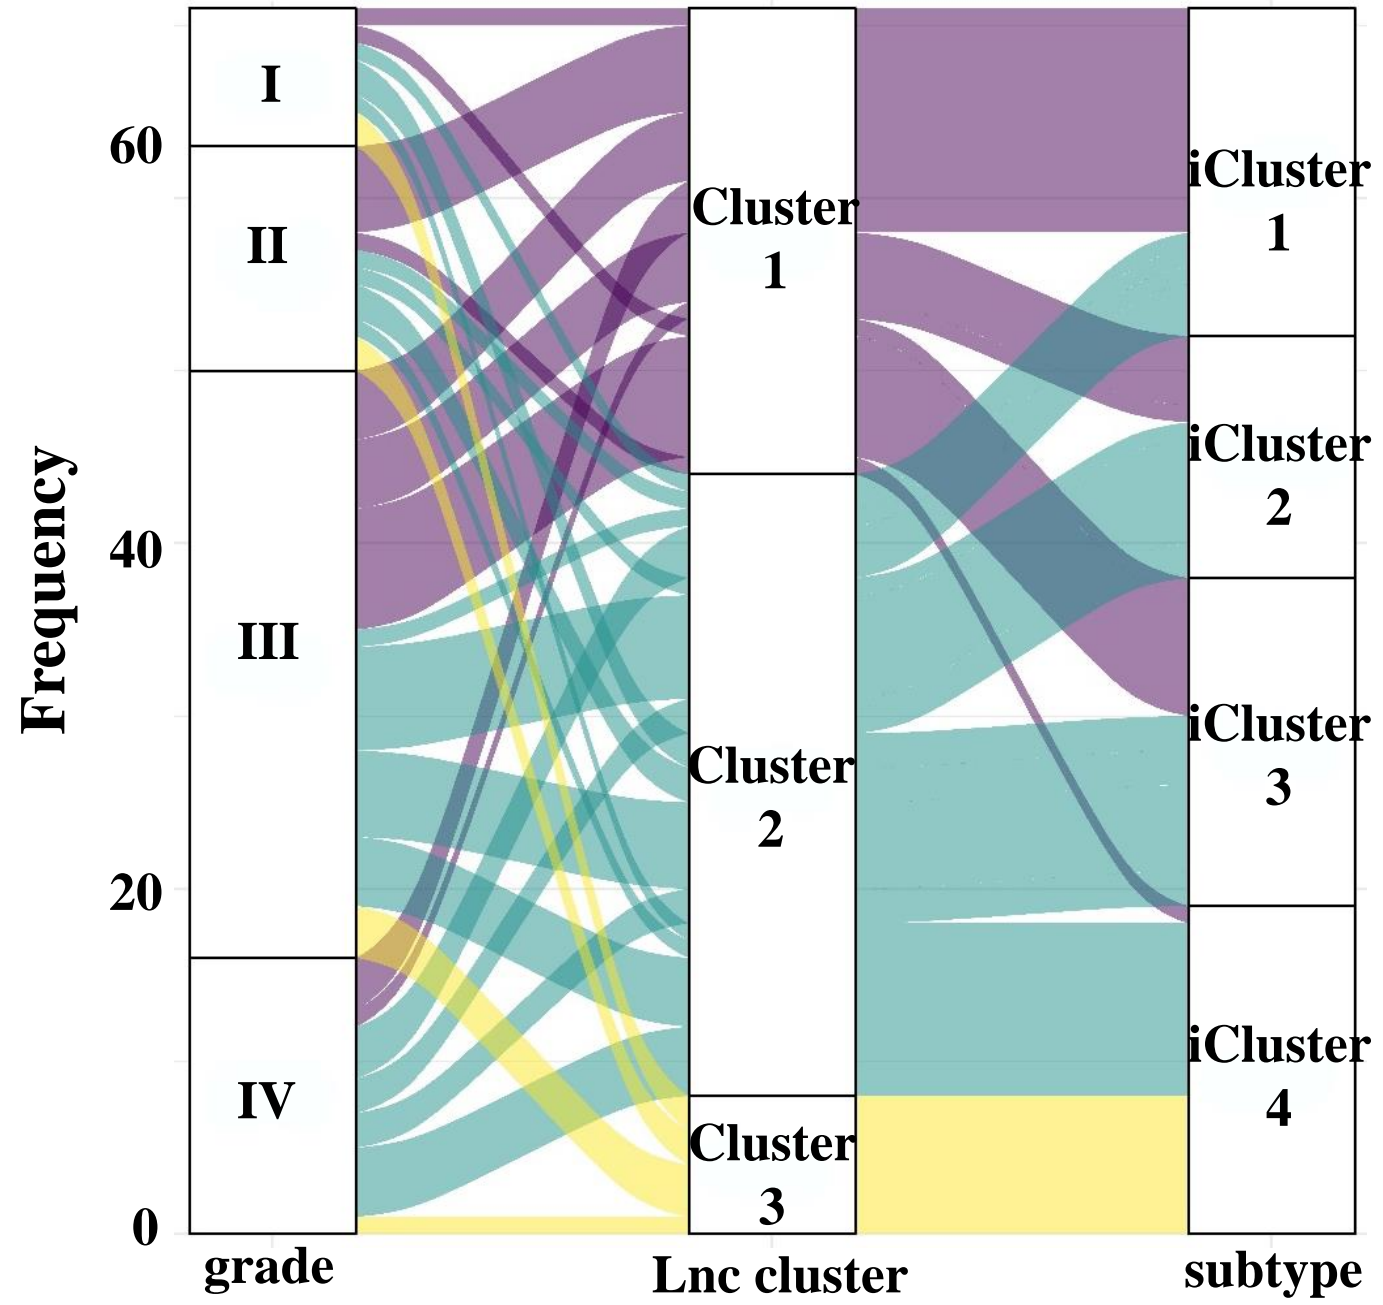 Frequency
60
40
20
0
I
II
III
IV
Cluster
1
Cluster
2
Cluster
3
iCluster
1
iCluster
2
iCluster
3
iCluster
4
grade
Lnc cluster
subtype